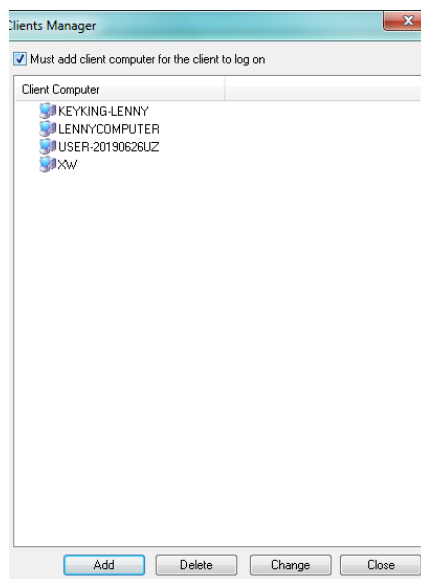 Clients Manager
Must add client computer for the client to log on
Client Computer
KEYKING-LENNY
LENNYCOMPUTER
USER-20190626UZ
XW
Add Delete Change Close